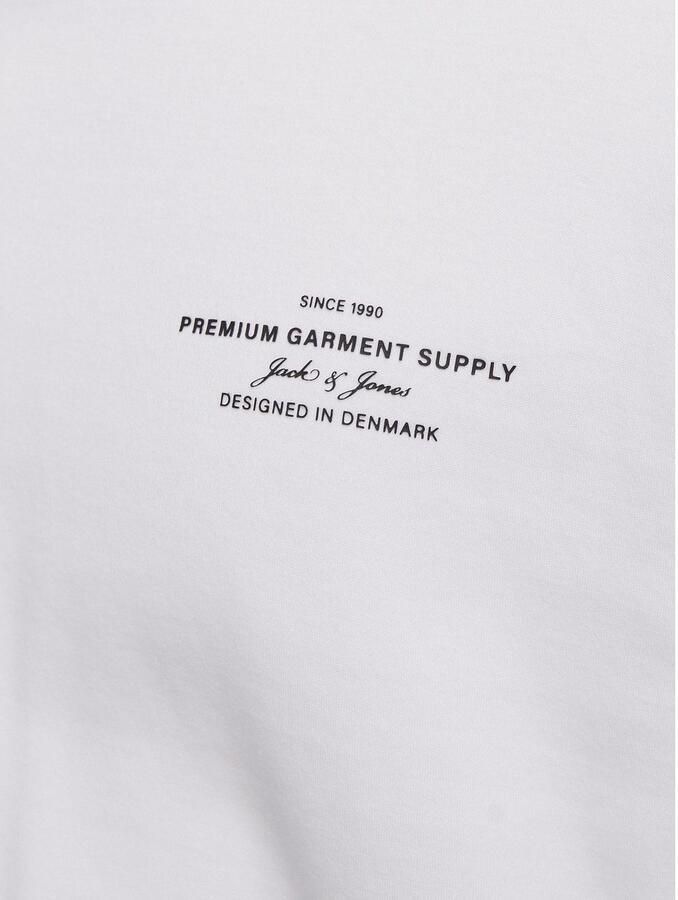 SINCE 1990
PREMIUM GARMENT SUPPLY
Jack & Jones
DESIGNED IN DENMARK